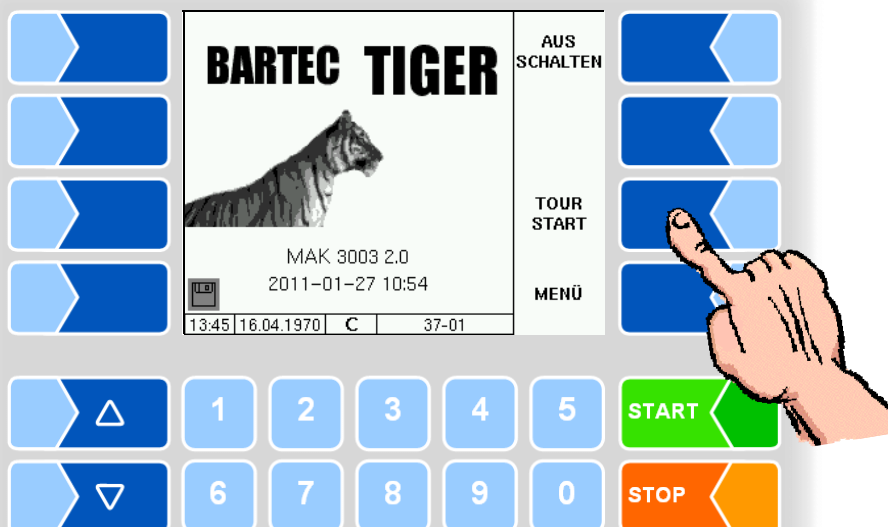 BARTEC TIGER
AUS
SCHALTEN
TOUR
START
MAK 3003 2.0
2011-01-27 10:54
MENÜ
13:45 16.04.1970 C 37-01
1 2 3 4 5 START
6 7 8 9 0 STOP